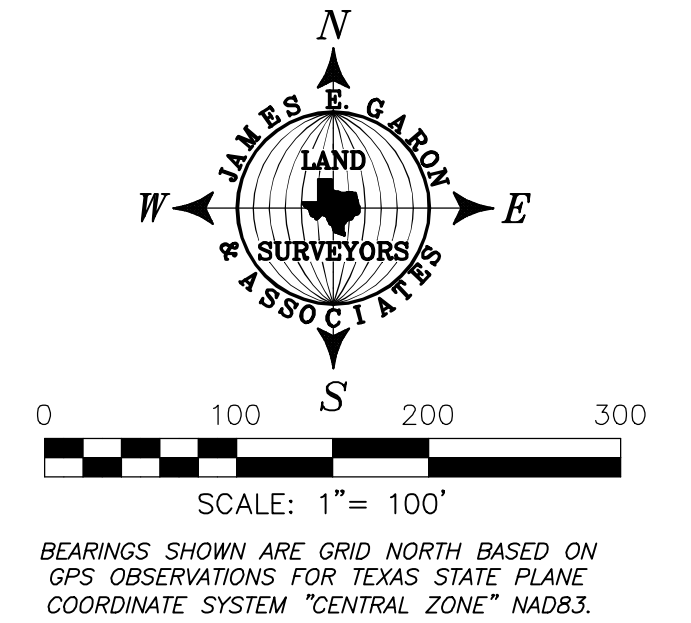 N
JAMES E. GARON
LAND
W E
SURVEYORS
& ASSOCIATES
S
0 100 200 300
SCALE: 1"= 100'
BEARINGS SHOWN ARE GRID NORTH BASED ON
GPS OBSERVATIONS FOR TEXAS STATE PLANE
COORDINATE SYSTEM "CENTRAL ZONE" NAD83.